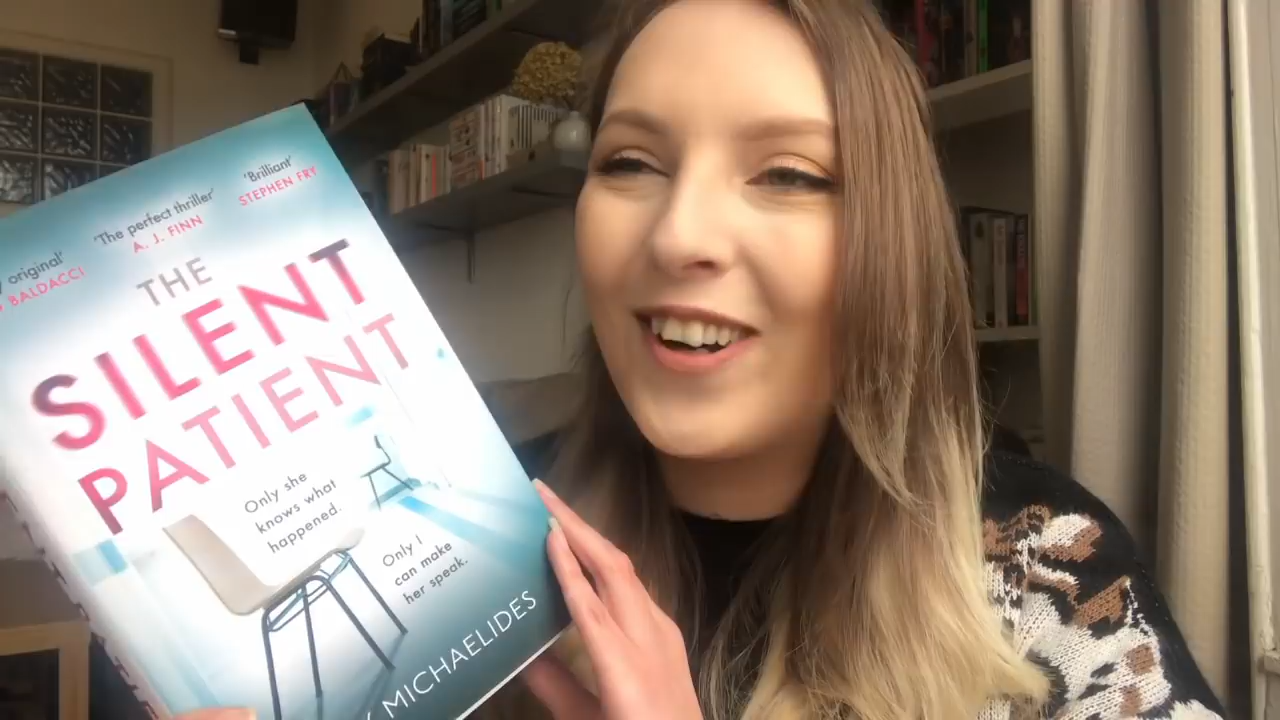 original'
BALDACCI
'The perfect thriller'
A. J. FINN
'Brilliant'
STEPHEN FRY
THE
SILENT
PATIENT
Only she
knows what
happened.
Only I
can make
her speak.
MICHAELIDES